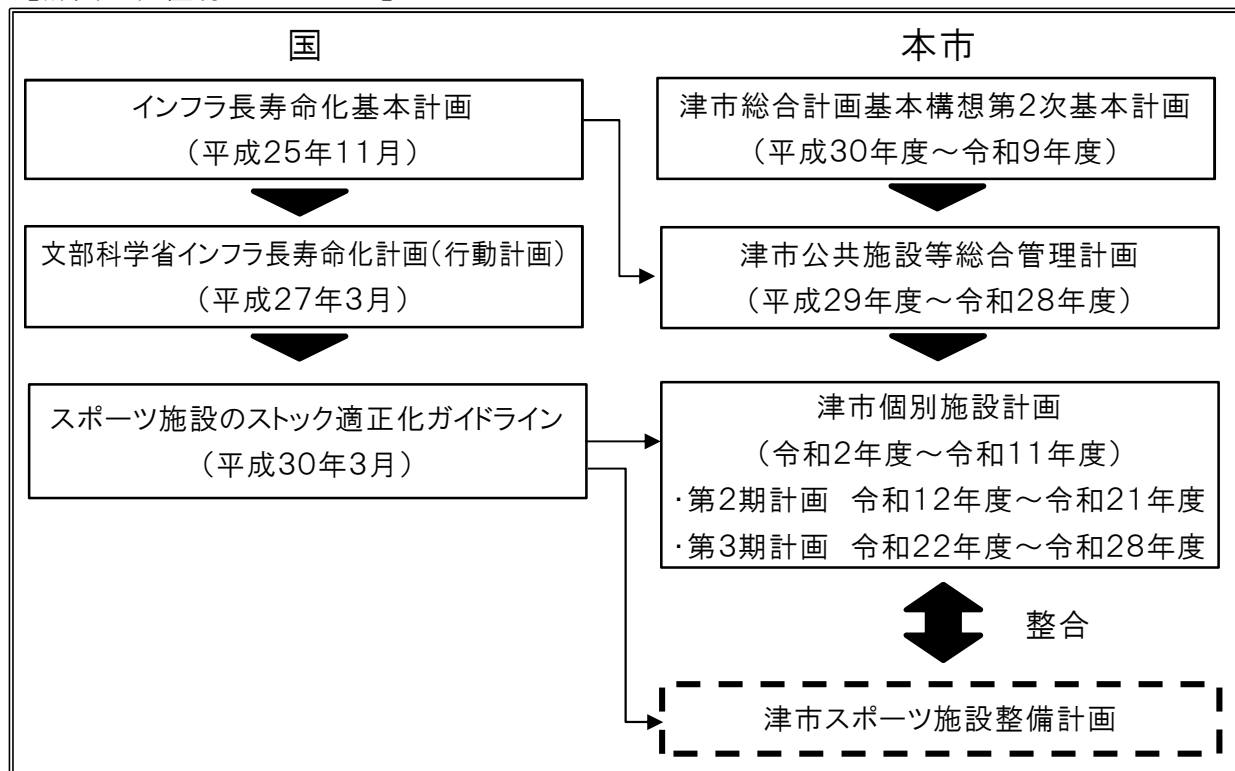 国
インフラ長寿命化基本計画
（平成25年11月）
文部科学省インフラ長寿命化計画（行動計画）
（平成27年3月）
スポーツ施設のストック適正化ガイドライン
（平成30年3月）
本市
津市総合計画基本構想第2次基本計画
（平成30年度～令和9年度）
津市公共施設等総合管理計画
（平成29年度～令和28年度）
津市個別施設計画
（令和2年度～令和11年度）
・第2期計画 令和12年度～令和21年度
・第3期計画 令和22年度～令和28年度
整合
津市スポーツ施設整備計画